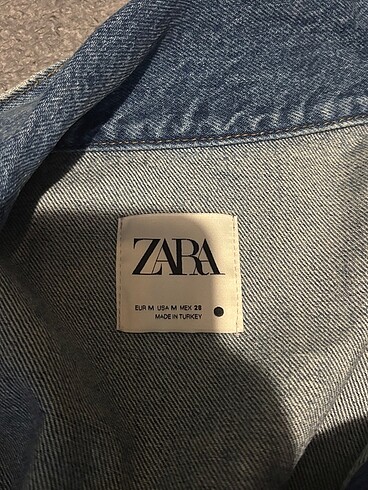 ZARA
EUR M USA M MEX 28
MADE IN TURKEY